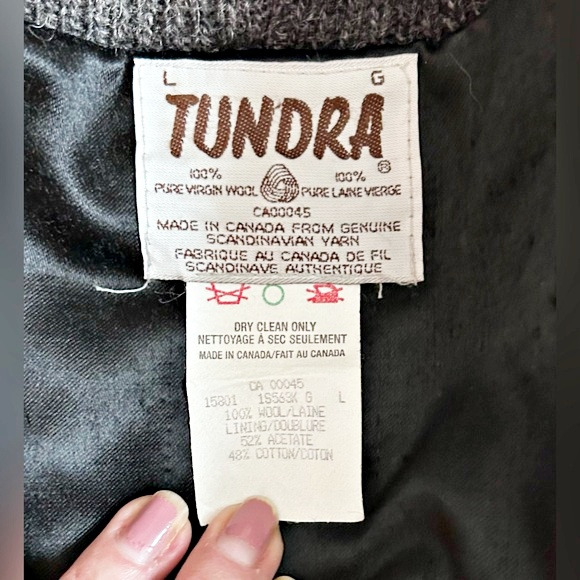 L G
TUNDRA®
100% 100%
PURE VIRGIN WOOL PURE LAINE VIERGE
CA00045
MADE IN CANADA FROM GENUINE
SCANDINAVIAN YARN
FABRIQUE AU CANADA DE FIL
SCANDINAVE AUTHENTIQUE
DRY CLEAN ONLY
NETTOYAGE À SEC SEULEMENT
MADE IN CANADA/FAIT AU CANADA
CA 00045
15801 1S563K G L
100% WOOL/LAINE
LINING/DOUBLURE
52% ACETATE
48% COTTON/COTON